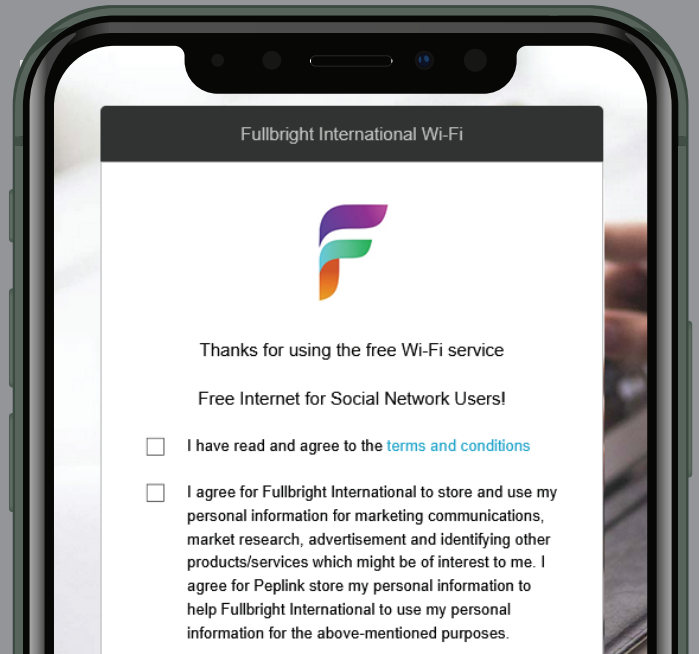 Fullbright International Wi-Fi
Thanks for using the free Wi-Fi service
Free Internet for Social Network Users!
I have read and agree to the terms and conditions
I agree for Fullbright International to store and use my
personal information for marketing communications,
market research, advertisement and identifying other
products/services which might be of interest to me. I
agree for Peplink store my personal information to
help Fullbright International to use my personal
information for the above-mentioned purposes.